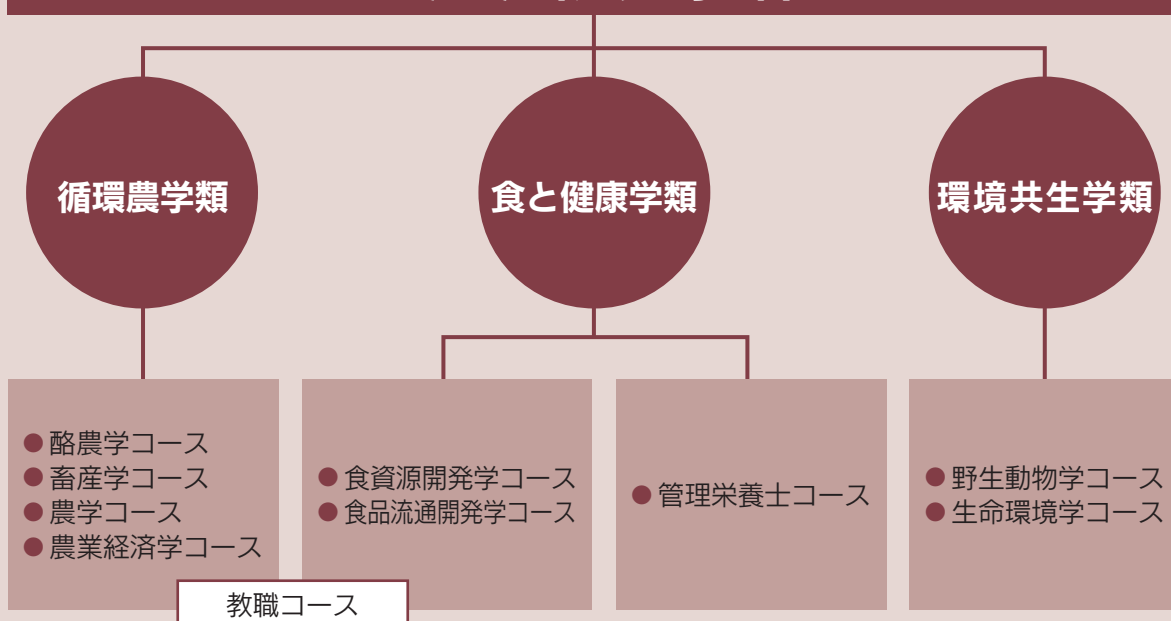 循環農学類
食と健康学類
環境共生学類
●酪農学コース
●畜産学コース
●農学コース
●農業経済学コース
●食資源開発学コース
●食品流通開発学コース
●管理栄養士コース
●野生動物学コース
●生命環境学コース
教職コース